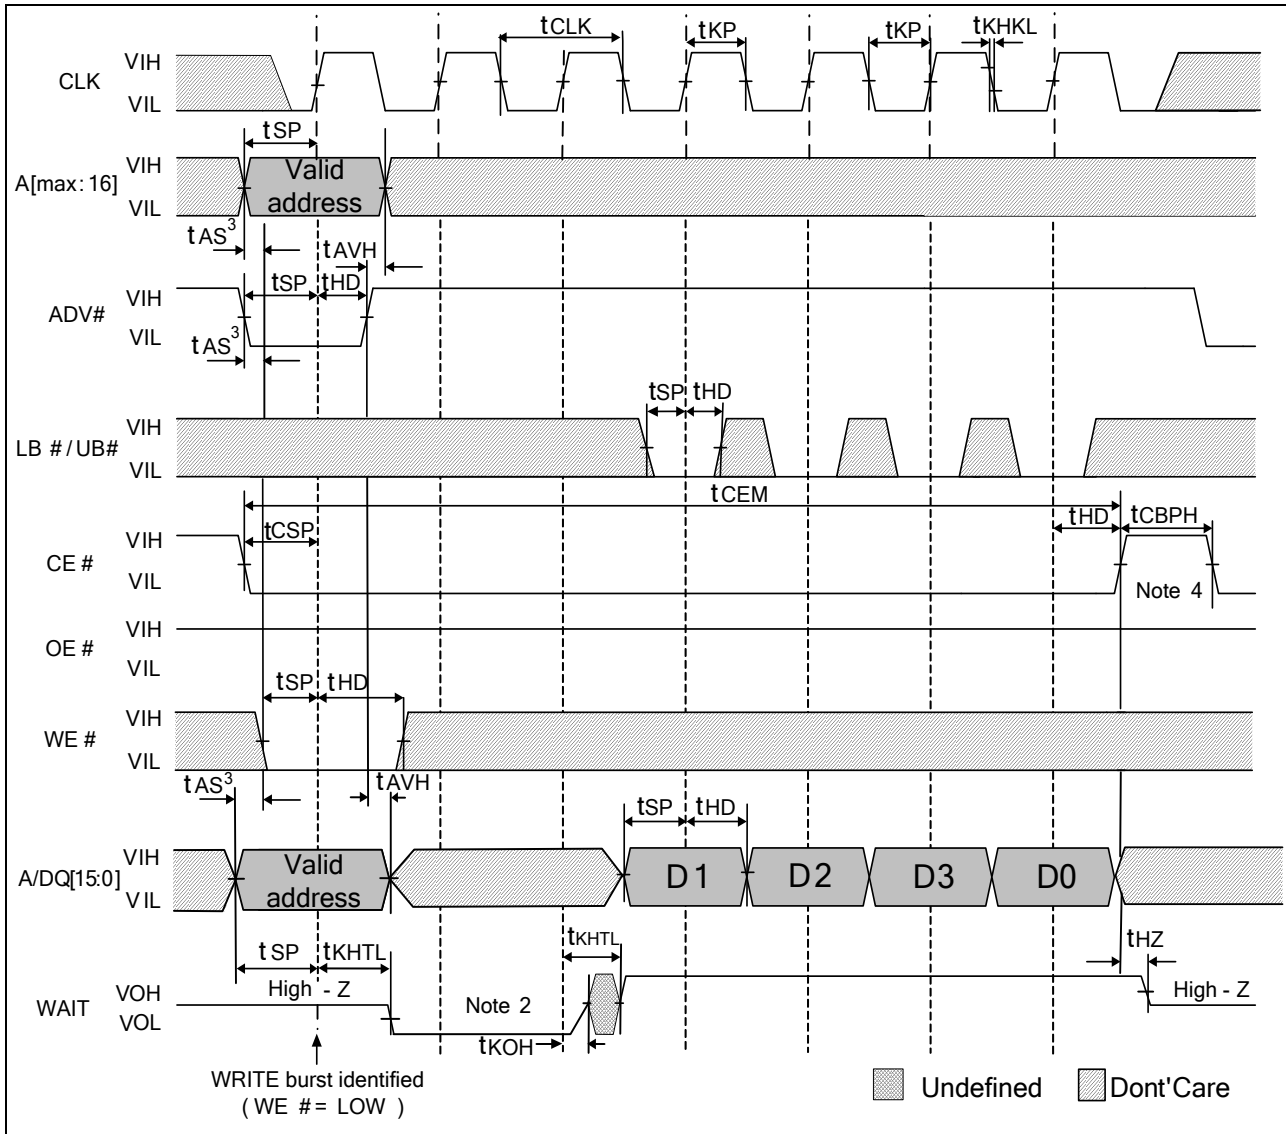 tCLK tKP tKP tKHKL
CLK VIH
VIL
tSP
A[max:16] VIH Valid address
VIL
tAS3 tAVH
tSP tHD
ADV# VIH
VIL
tAS3
tSP tHD
LB #/UB# VIH
VIL
tCEM
tCSP tHD tCBPH
CE # VIH
VIL Note 4
OE # VIH
VIL
tSP tHD
WE # VIH
VIL
tAS3 tAVH
tSP tHD
A/DQ[15:0] VIH Valid address D1 D2 D3 D0
VIL
tSP tKHTL tKHTL tHZ
WAIT VOH High - Z Note 2 High - Z
VOL
tKOH
WRITE burst identified
( WE #= LOW )
Undefined Dont'Care